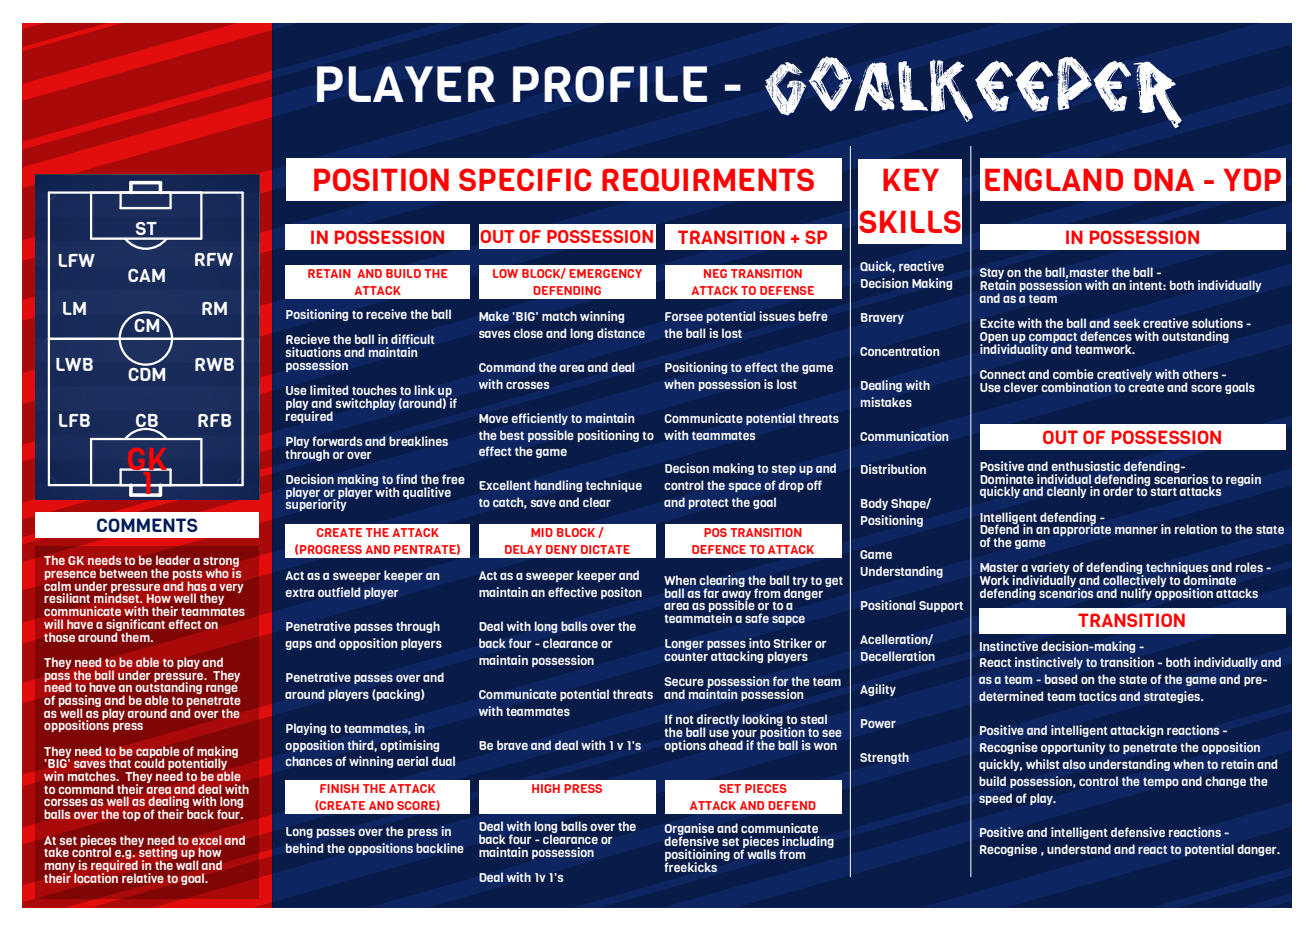 PLAYER PROFILE - GOALKEEPER
ST
LFW
RFW
CAM
LM
RM
CM
LWB
RWB
CDM
LFB
CB
RFB
GK
1
COMMENTS
The GK needs to be leader a strong
presence between the posts who is
calm under pressure and has a very
resiliant mindset. How well they
communicate with their teammates
will have a significant effect on
those around them.
They need to be able to play and
pass the ball under pressure. They
need to have an outstanding range
of passing and be able to penetrate
as well as play around and over the
oppositions press
They need to be capable of making
'BIG' saves that could potentially
win matches. They need to be able
to command their area and deal with
corsses as well as dealing with long
balls over the top of their back four.
At set pieces they need to excel and
take control e.g. setting up how
many is required in the wall and
their location relative to goal.
POSITION SPECIFIC REQUIRMENTS
IN POSSESSION
RETAIN AND BUILD THE
ATTACK
Positioning to receive the ball
Recieve the ball in difficult
situations and maintain
possession
Use limited touches to link up
play and switchplay (around) if
required
Play forwards and breaklines
through or over
Decision making to find the free
player or player with qualitive
superiority
CREATE THE ATTACK
(PROGRESS AND PENTRATE)
Act as a sweeper keeper an
extra outfield player
Penetrative passes through
gaps and opposition players
Penetrative passes over and
around players (packing)
Playing to teammates, in
opposition third, optimising
chances of winning aerial dual
FINISH THE ATTACK
(CREATE AND SCORE)
Long passes over the press in
behind the oppositions backline
OUT OF POSSESSION
LOW BLOCK/ EMERGENCY
DEFENDING
Make 'BIG' match winning
saves close and long distance
Command the area and deal
with crosses
Move efficiently to maintain
the best possible positioning to
effect the game
Excellent handling technique
to catch, save and clear
MID BLOCK /
DELAY DENY DICTATE
Act as a sweeper keeper and
maintain an effective positon
Deal with long balls over the
back four - clearance or
maintain possession
Communicate potential threats
with teammates
Be brave and deal with 1 v 1's
HIGH PRESS
Deal with long balls over the
back four - clearance or
maintain possession
Deal with 1v 1's
TRANSITION + SP
NEG TRANSITION
ATTACK TO DEFENSE
Forsee potential issues befre
the ball is lost
Positioning to effect the game
when possession is lost
Communicate potential threats
with teammates
Decison making to step up and
control the space of drop off
and protect the goal
POS TRANSITION
DEFENCE TO ATTACK
When clearing the ball try to get
ball as far away from danger
area as possible or to a
teammatein a safe sapce
Longer passes into Striker or
counter attacking players
Secure possession for the team
and maintain possession
If not directly looking to steal
the ball use your position to see
options ahead if the ball is won
SET PIECES
ATTACK AND DEFEND
Organise and communicate
defensive set pieces including
positioining of walls from
freekicks
KEY
SKILLS
Quick, reactive
Decision Making
Bravery
Concentration
Dealing with
mistakes
Communication
Distribution
Body Shape/
Positioning
Game
Understanding
Positional Support
Acelleration/
Decelleration
Agility
Power
Strength
ENGLAND DNA - YDP
IN POSSESSION
Stay on the ball,master the ball -
Retain possession with an intent: both individually
and as a team
Excite with the ball and seek creative solutions -
Open up compact defences with outstanding
individuality and teamwork.
Connect and combie creatively with others -
Use clever combination to create and score goals
OUT OF POSSESSION
Positive and enthusiastic defending-
Dominate individual defending scenarios to regain
quickly and cleanly in order to start attacks
Intelligent defending -
Defend in an approriate manner in relation to the state
of the game
Master a variety of defending techniques and roles -
Work individually and collectively to dominate
defending scenarios and nulify opposition attacks
TRANSITION
Instinctive decision-making -
React instinctively to transition - both individually and
as a team - based on the state of the game and pre-
determined team tactics and strategies.
Positive and intelligent attackign reactions -
Recognise opportunity to penetrate the opposition
quickly, whilst also understanding when to retain and
build possession, control the tempo and change the
speed of play.
Positive and intelligent defensive reactions -
Recognise , understand and react to potential danger.